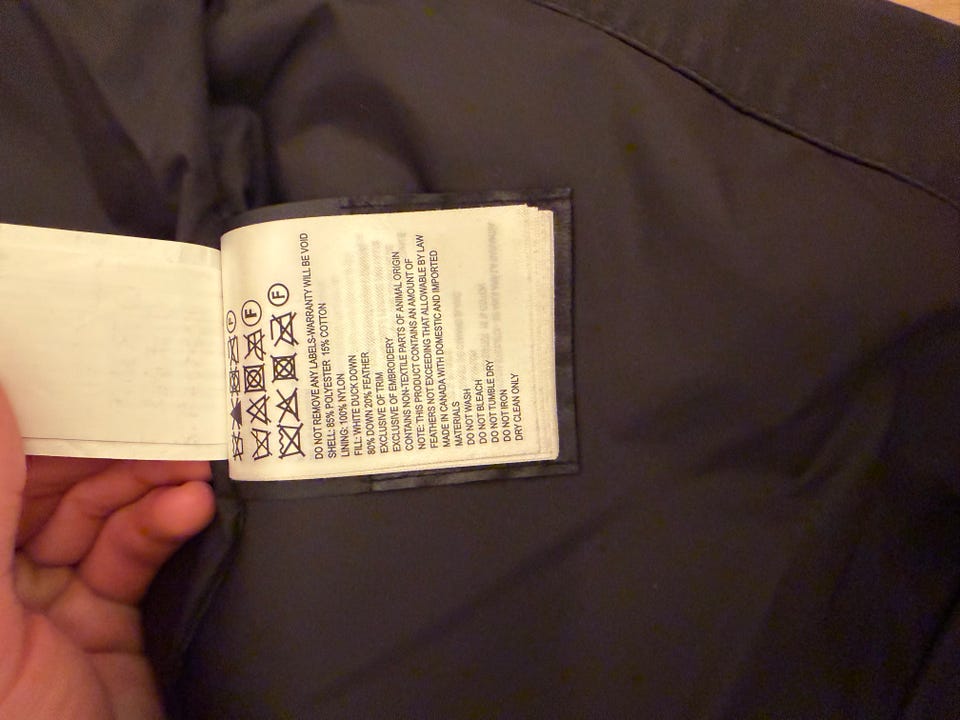 DO NOT REMOVE ANY LABELS-WARRANTY WILL BE VOID
SHELL: 85% POLYESTER 15% COTTON
LINING: 100% NYLON
FILL: WHITE DUCK DOWN
80% DOWN 20% FEATHER
EXCLUSIVE OF TRIM
EXCLUSIVE OF EMBROIDERY
CONTAINS NON-TEXTILE PARTS OF ANIMAL ORIGIN
NOTE: THIS PRODUCT CONTAINS AN AMOUNT OF
FEATHERS NOT EXCEEDING THAT ALLOWABLE BY LAW
MADE IN CANADA WITH DOMESTIC AND IMPORTED
MATERIALS
DO NOT WASH
DO NOT BLEACH
DO NOT TUMBLE DRY
DO NOT IRON
DRY CLEAN ONLY
F
F
F